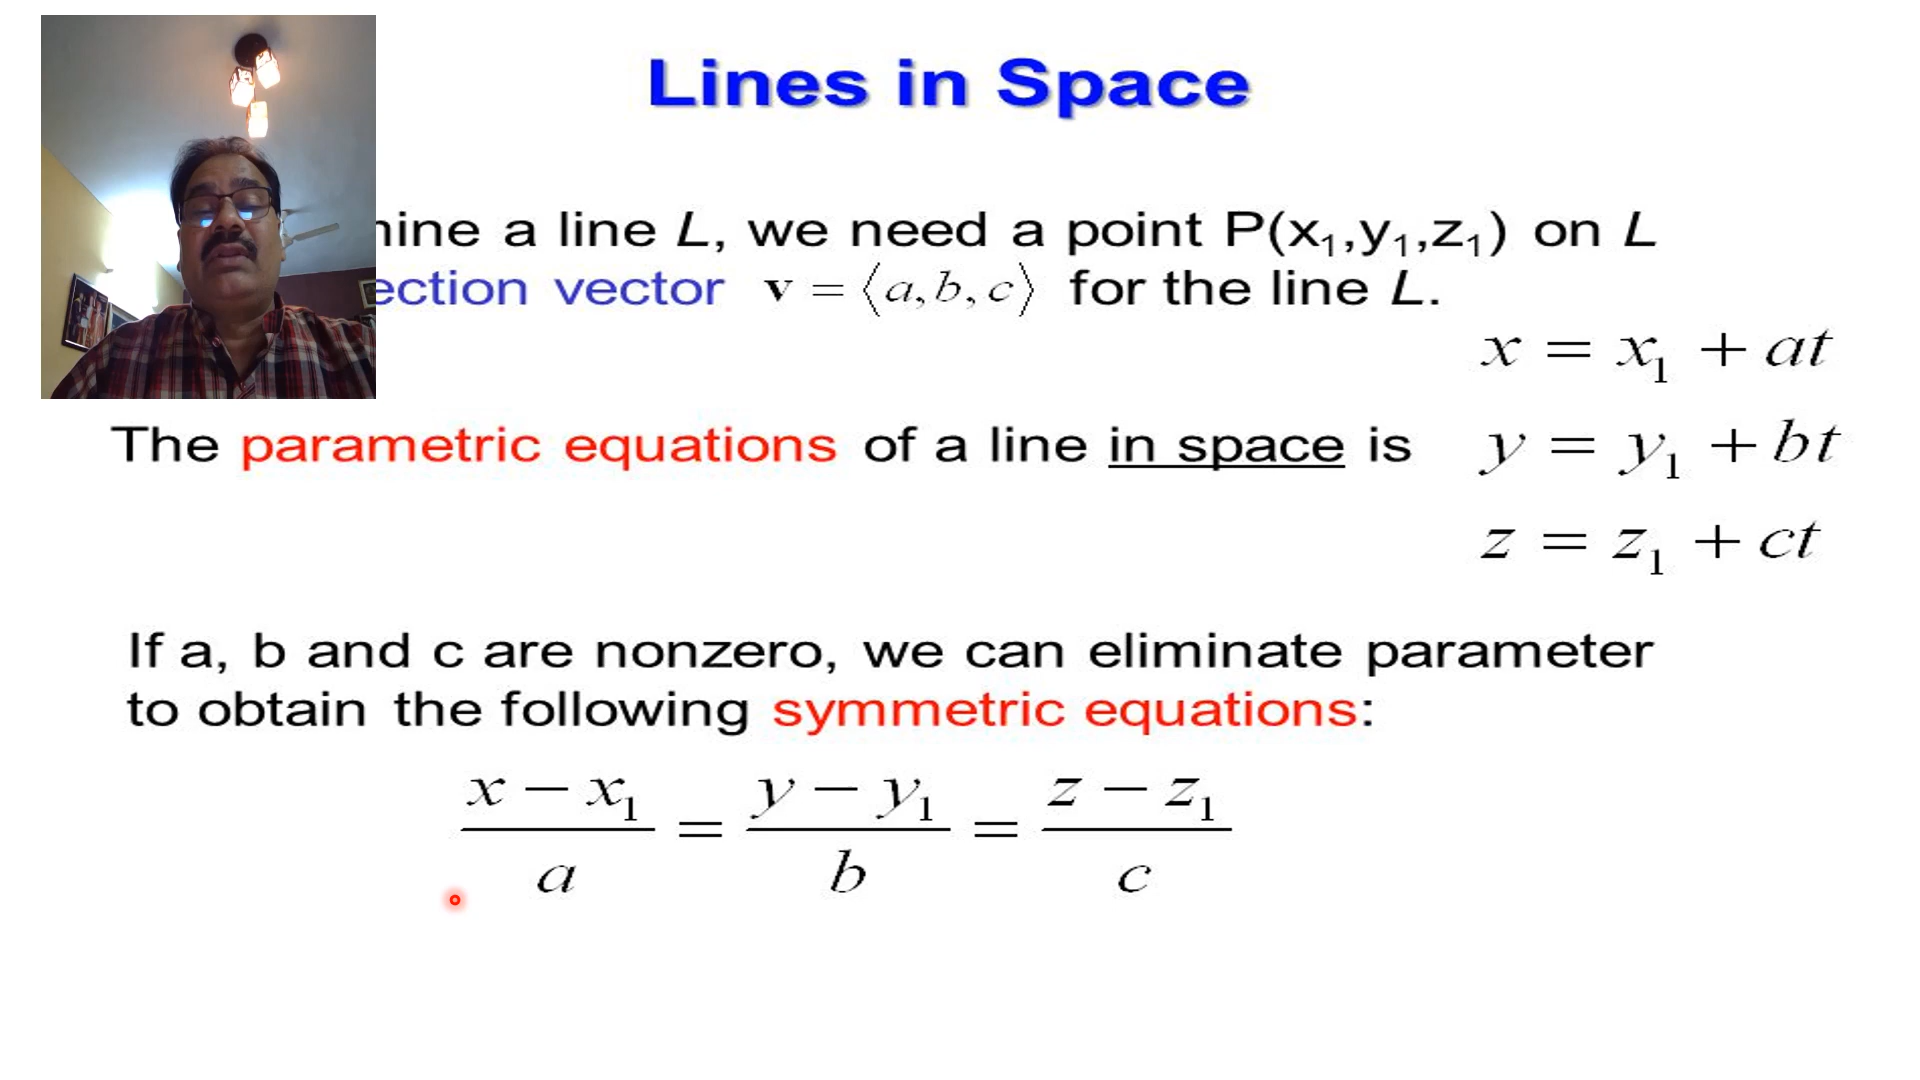 Lines in Space
a line L, we need a point P(x₁,y₁,z₁) on L
vector v = ⟨a, b, c⟩ for the line L.
x = x₁ + at
The parametric equations of a line in space is y = y₁ + bt
z = z₁ + ct
If a, b and c are nonzero, we can eliminate parameter
to obtain the following symmetric equations:
x − x₁ / a = y − y₁ / b = z − z₁ / c